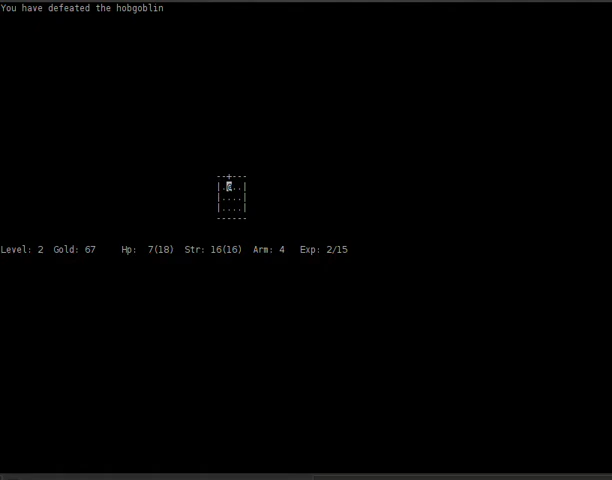 You have defeated the hobgoblin
--+---
|.@..|
|....|
|....|
------
Level: 2  Gold: 67     Hp:  7(18)  Str: 16(16)  Arm: 4   Exp: 2/15